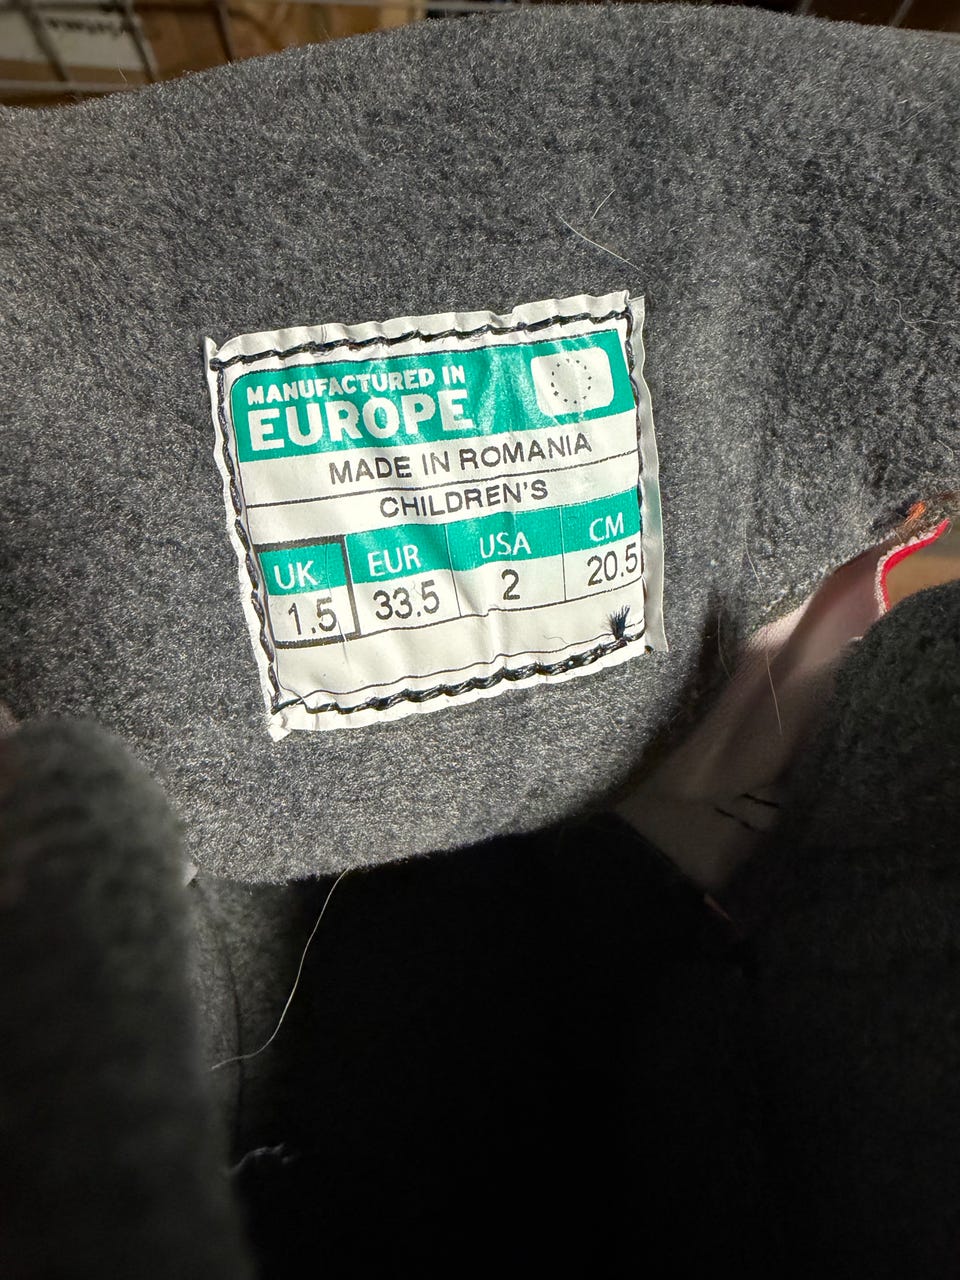 MANUFACTURED IN
EUROPE
MADE IN ROMANIA
CHILDREN'S
UK EUR USA CM
1.5 33.5 2 20.5